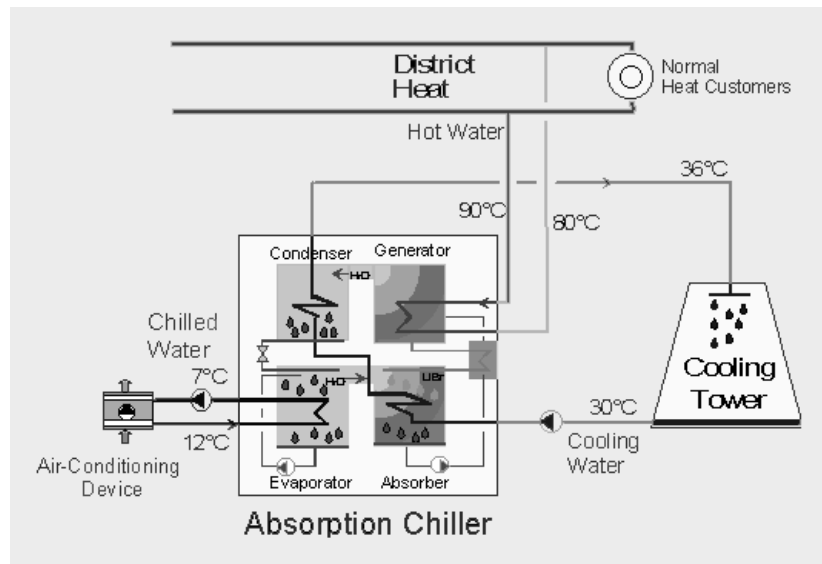 District
Heat
Normal
Heat Customers
Hot Water
36°C
90°C
80°C
Condenser
Generator
H₂O
Chilled
Water
7°C
H₂O
LiBr
Cooling
Tower
12°C
30°C
Cooling
Water
Air-Conditioning
Device
Evaporator
Absorber
Absorption Chiller